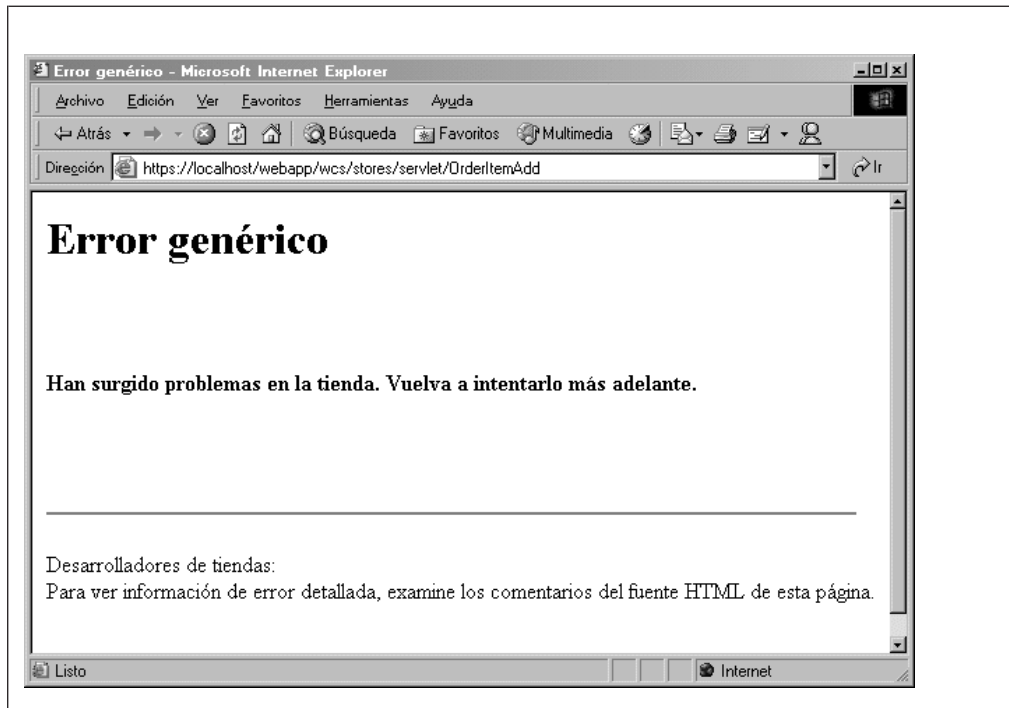 Error genérico - Microsoft Internet Explorer
Archivo Edición Ver Favoritos Herramientas Ayuda
Atrás Búsqueda Favoritos Multimedia
Dirección https://localhost/webapp/wcs/stores/servlet/OrderItemAdd Ir
Error genérico
Han surgido problemas en la tienda. Vuelva a intentarlo más adelante.
Desarrolladores de tiendas:
Para ver información de error detallada, examine los comentarios del fuente HTML de esta página.
Listo Internet